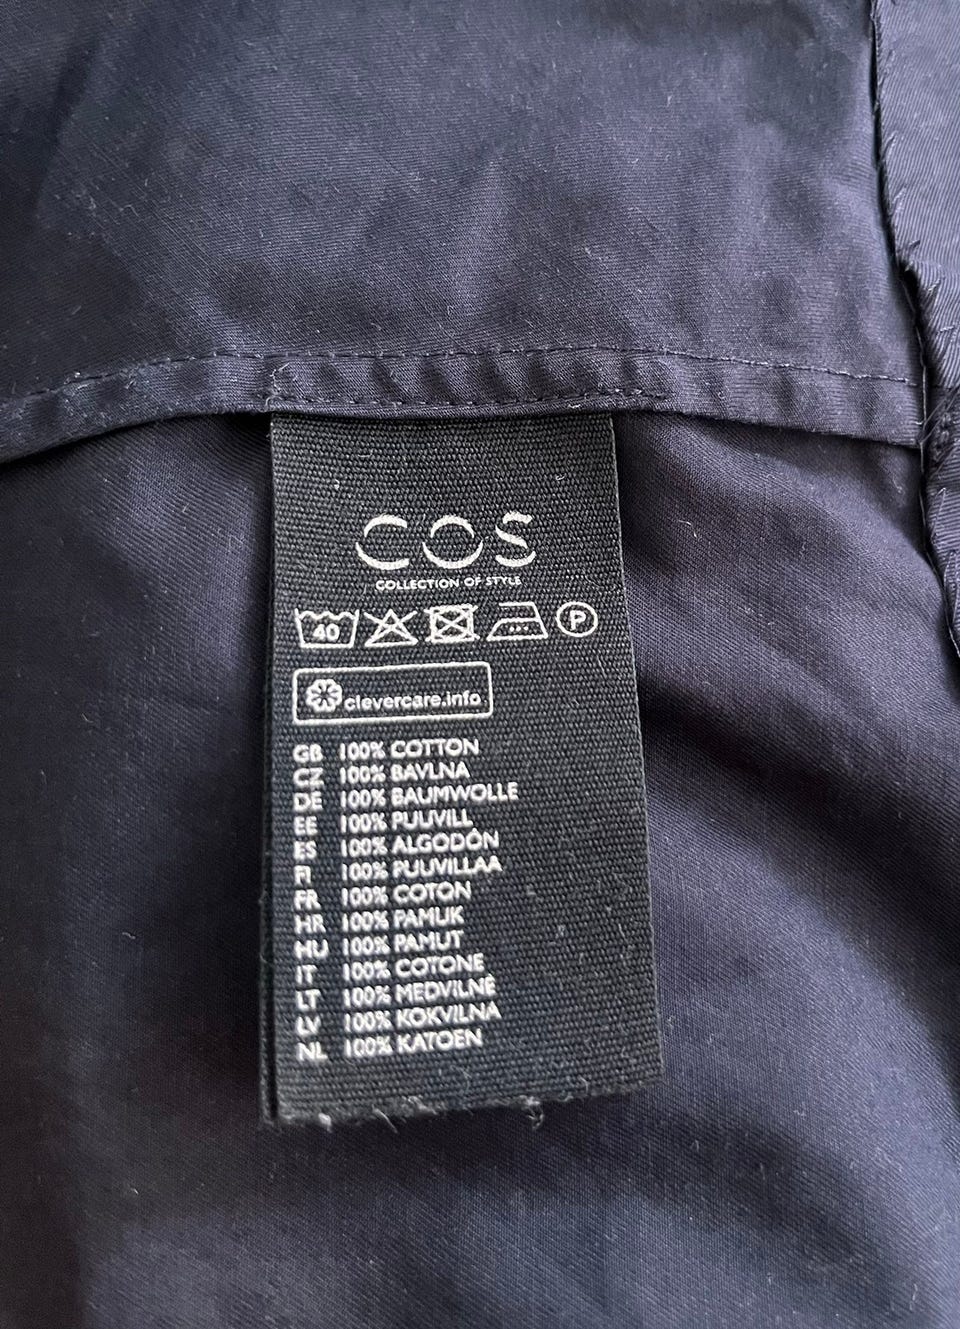 COS
COLLECTION OF STYLE
40 P
clevercare.info
GB 100% COTTON
CZ 100% BAVLNA
DE 100% BAUMWOLLE
EE 100% PUUVILL
ES 100% ALGODÓN
FI 100% PUUVILLAA
FR 100% COTON
HR 100% PAMUK
HU 100% PAMUT
IT 100% COTONE
LT 100% MEDVILNĖ
LV 100% KOKVILNA
NL 100% KATOEN